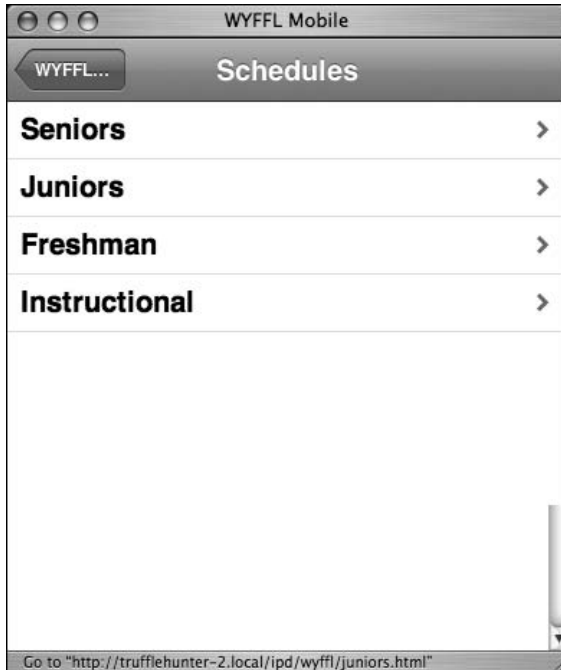 WYFFL Mobile
WYFFL...
Schedules
Seniors
Juniors
Freshman
Instructional
Go to "http://trufflehunter-2.local/ipd/wyffl/juniors.html"